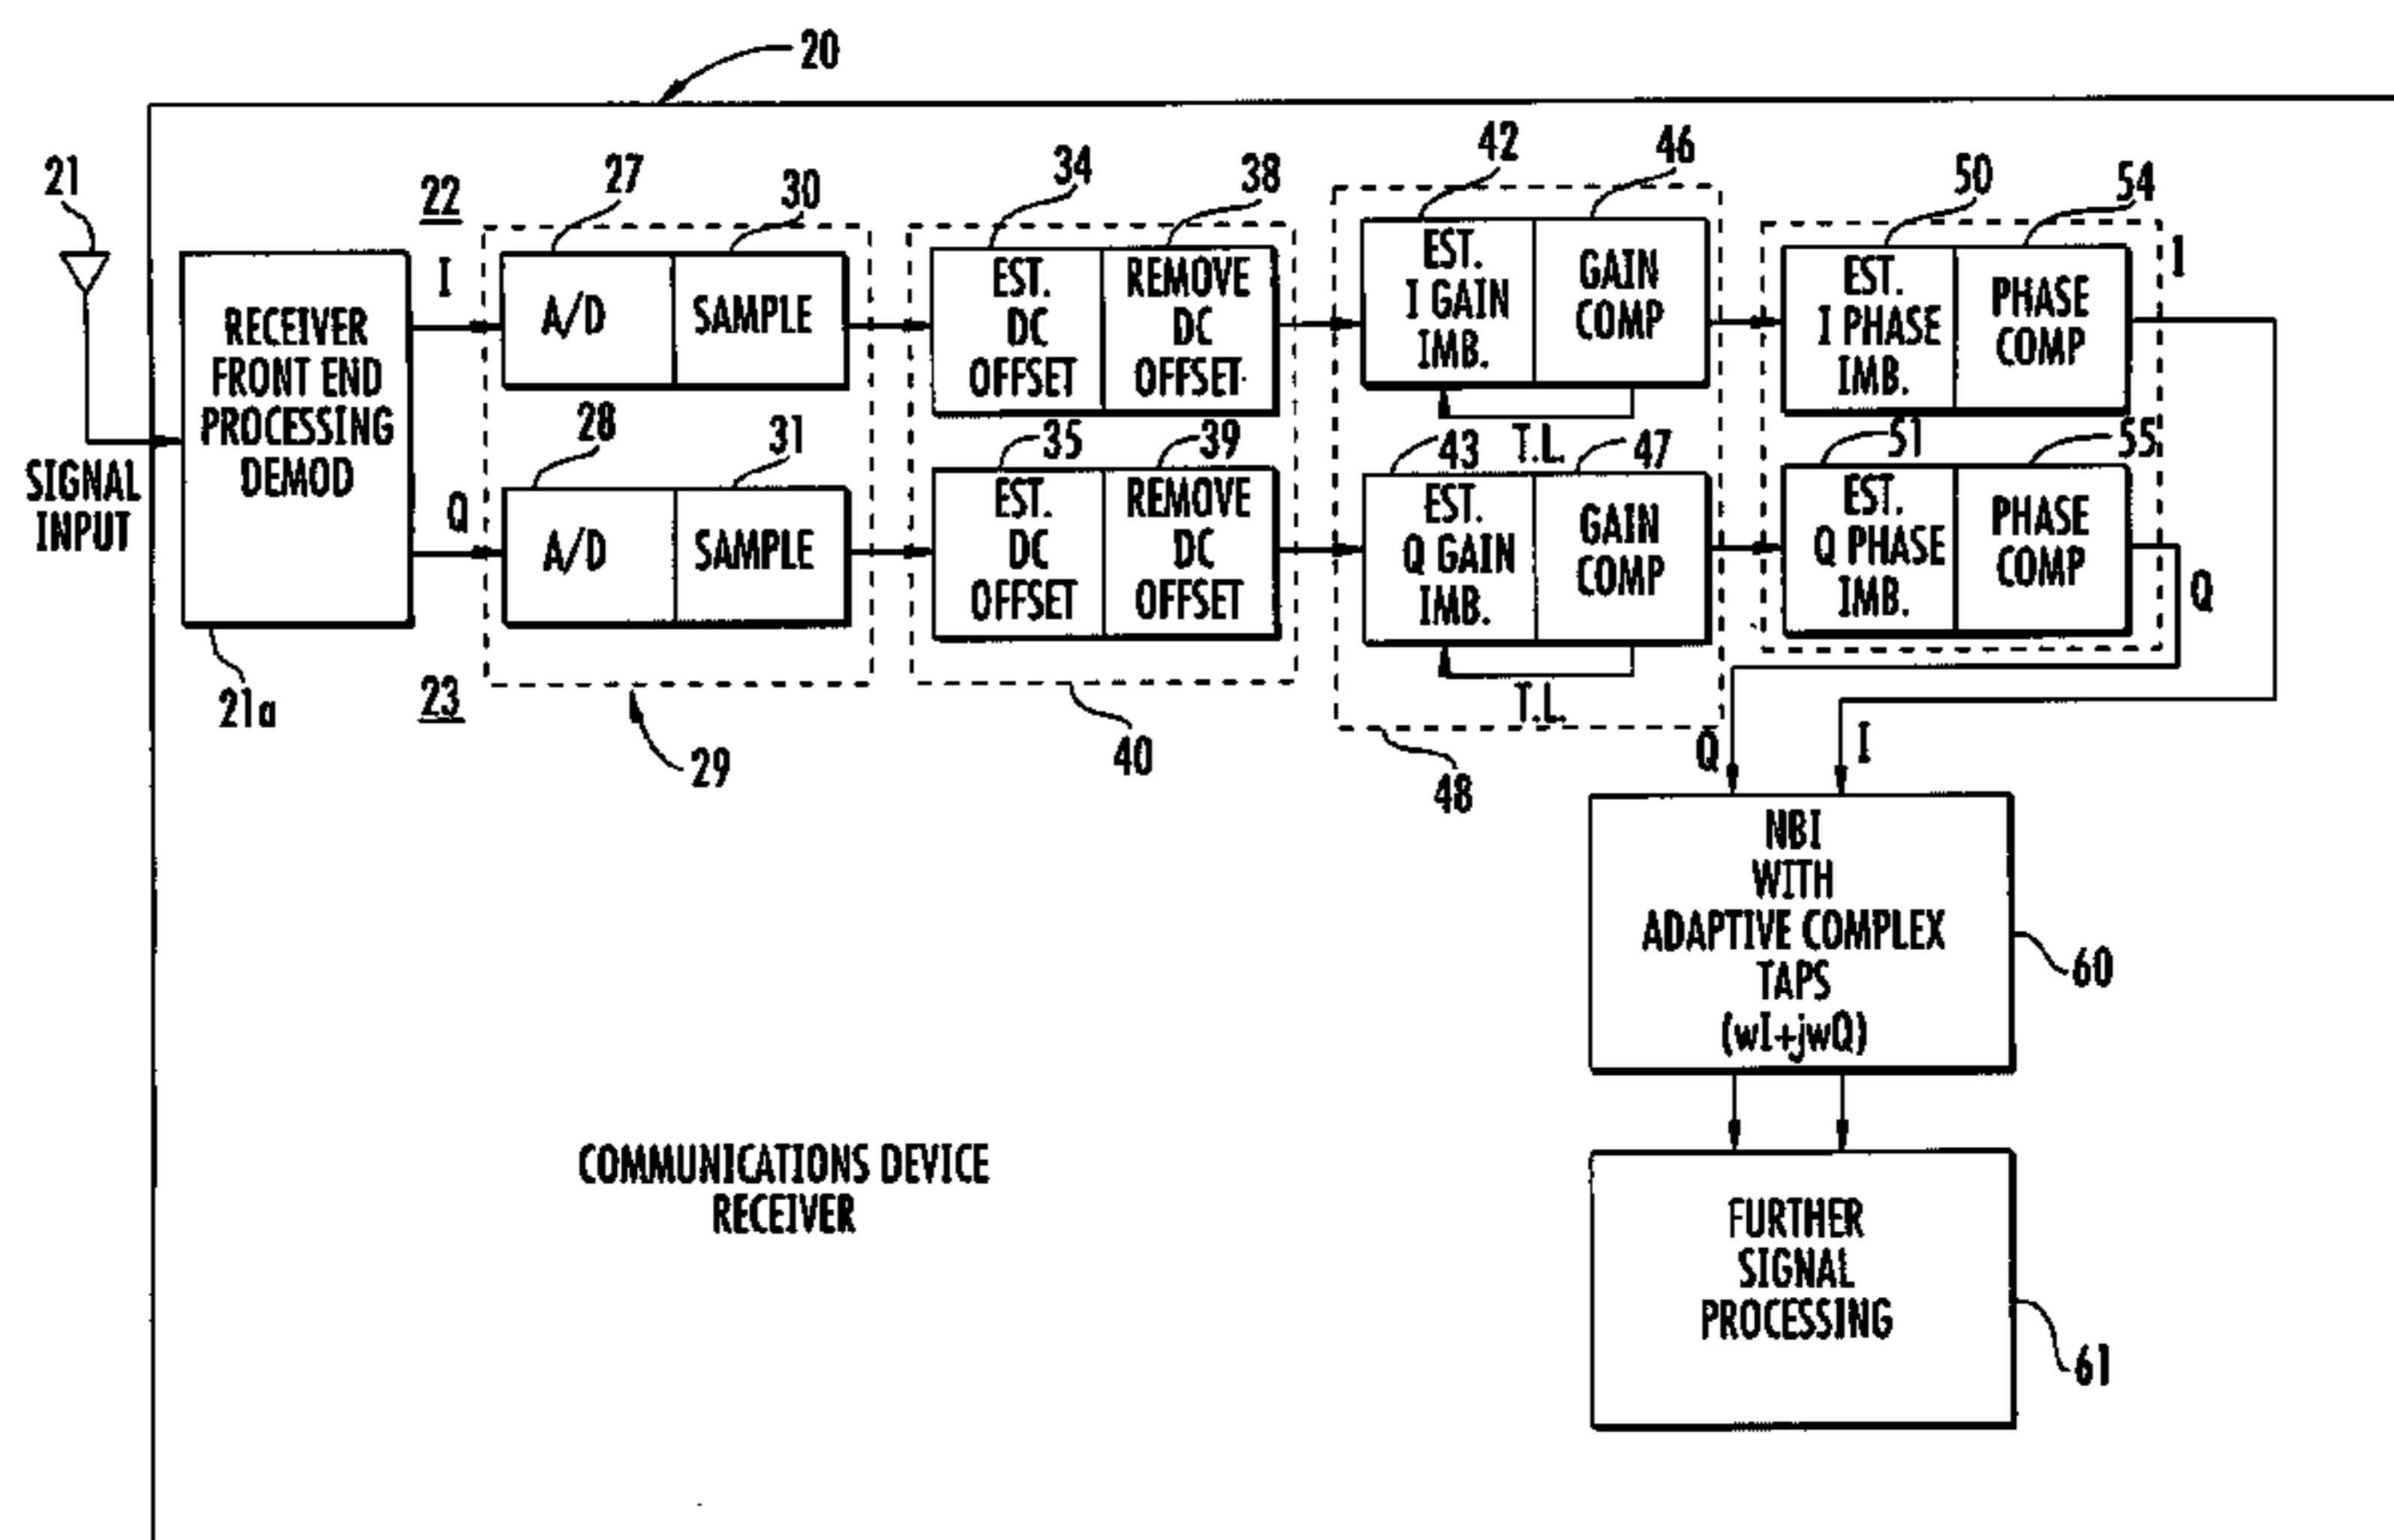 20
21
22
27
30
34
38
42
46
50
54
I
A/D
SAMPLE
EST.
DC
OFFSET
REMOVE
DC
OFFSET
EST.
I GAIN
IMB.
GAIN
COMP
EST.
I PHASE
IMB.
PHASE
COMP
1
RECEIVER
FRONT END
PROCESSING
DEMOD
SIGNAL
INPUT
21a
28
31
35
39
T.L.
43
47
51
55
Q
A/D
SAMPLE
EST.
DC
OFFSET
REMOVE
DC
OFFSET
EST.
Q GAIN
IMB.
GAIN
COMP
EST.
Q PHASE
IMB.
PHASE
COMP
Q
23
29
40
T.L.
48
Q
I
NBI
WITH
ADAPTIVE COMPLEX
TAPS
(wI+jwQ)
60
COMMUNICATIONS DEVICE
RECEIVER
FURTHER
SIGNAL
PROCESSING
61